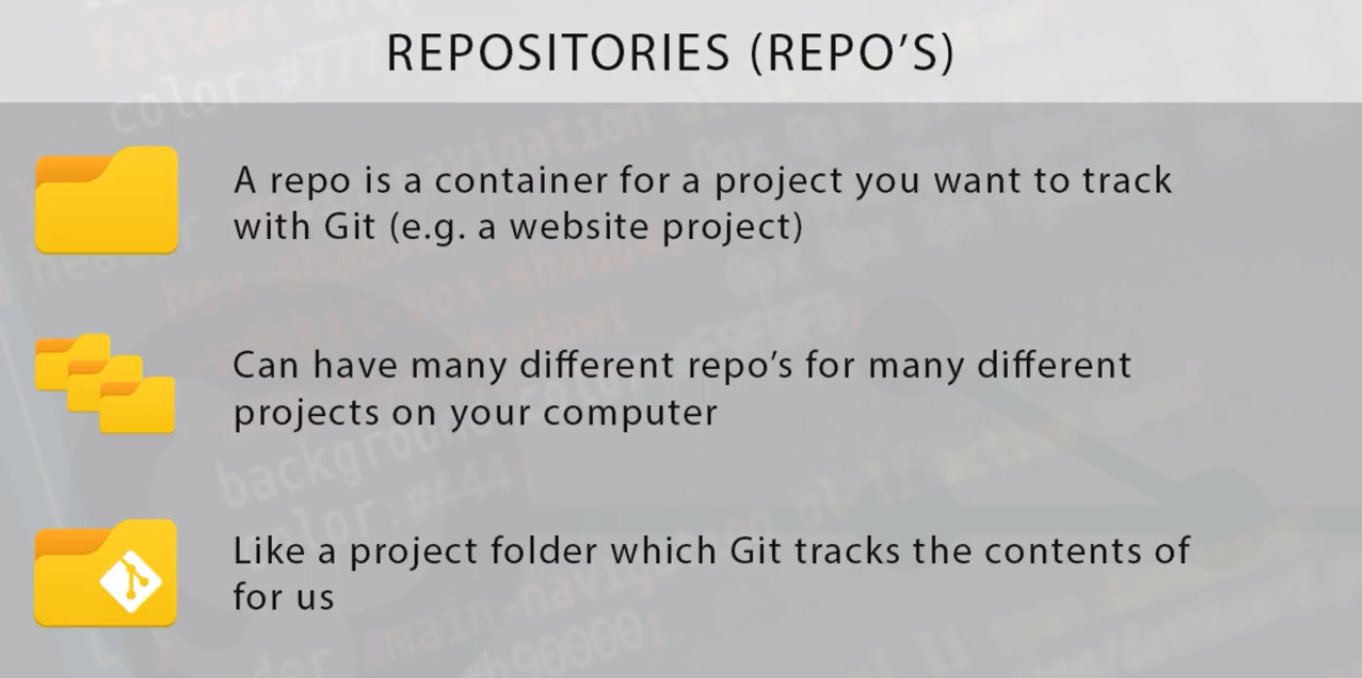 REPOSITORIES (REPO’S)
A repo is a container for a project you want to track
with Git (e.g. a website project)
Can have many different repo’s for many different
projects on your computer
Like a project folder which Git tracks the contents of
for us